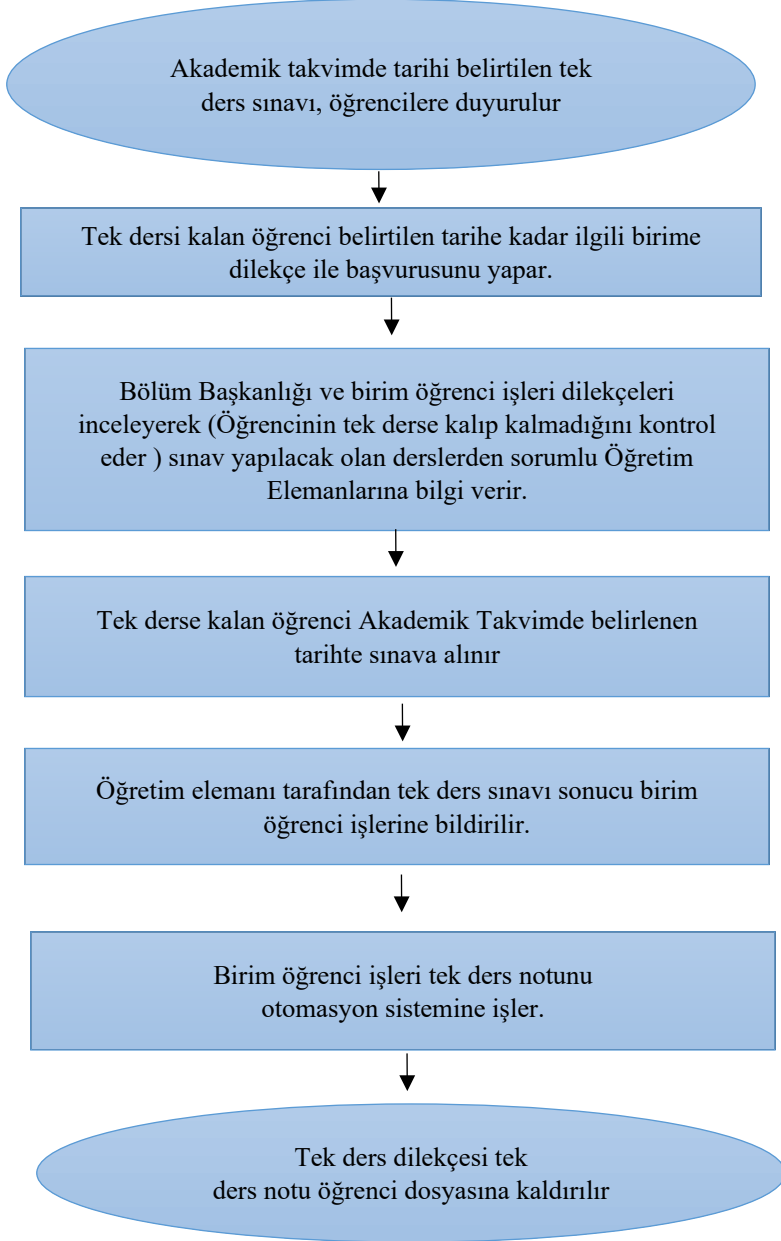 Akademik takvimde tarihi belirtilen tek
ders sınavı, öğrencilere duyurulur
Tek dersi kalan öğrenci belirtilen tarihe kadar ilgili birime
dilekçe ile başvurusunu yapar.
Bölüm Başkanlığı ve birim öğrenci işleri dilekçeleri
inceleyerek (Öğrencinin tek derse kalıp kalmadığını kontrol
eder ) sınav yapılacak olan derslerden sorumlu Öğretim
Elemanlarına bilgi verir.
Tek derse kalan öğrenci Akademik Takvimde belirlenen
tarihte sınava alınır
Öğretim elemanı tarafından tek ders sınavı sonucu birim
öğrenci işlerine bildirilir.
Birim öğrenci işleri tek ders notunu
otomasyon sistemine işler.
Tek ders dilekçesi tek
ders notu öğrenci dosyasına kaldırılır